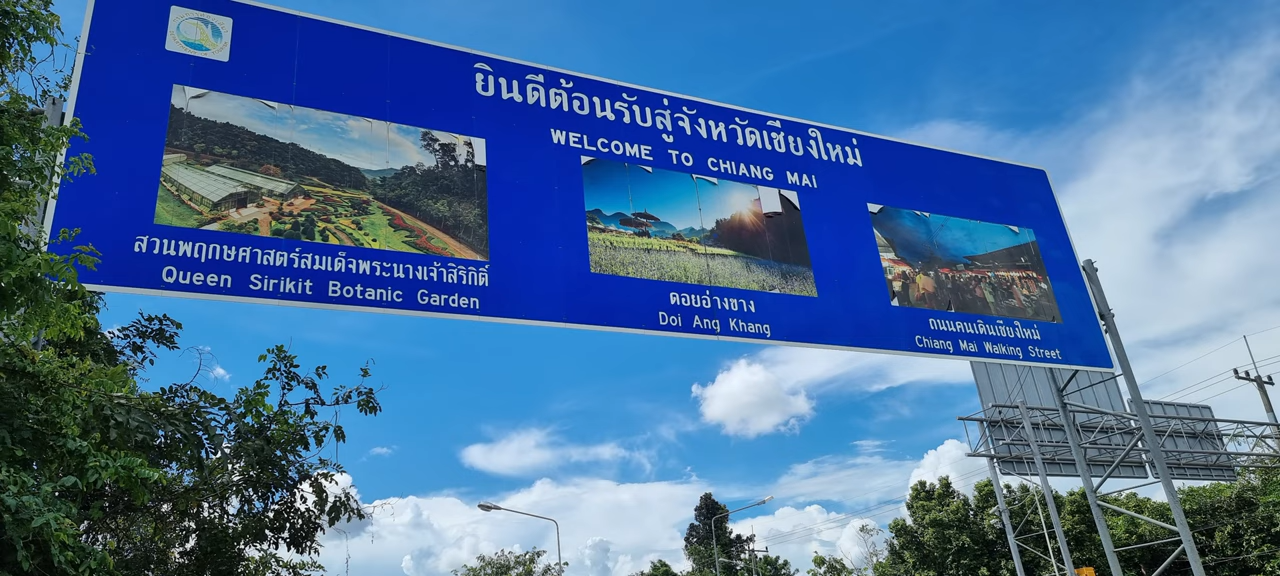 ยินดีต้อนรับสู่จังหวัดเชียงใหม่
WELCOME TO CHIANG MAI
สวนพฤกษศาสตร์สมเด็จพระนางเจ้าสิริกิติ์
Queen Sirikit Botanic Garden
ดอยอ่างขาง
Doi Ang Khang
ถนนคนเดินเชียงใหม่
Chiang Mai Walking Street